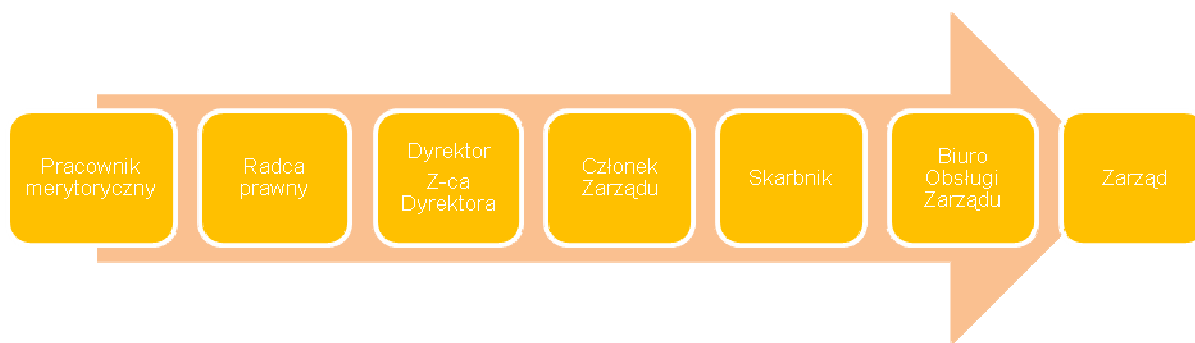 Pracownik
merytoryczny
Radca
prawny
Dyrektor
Z-ca
Dyrektora
Członek
Zarządu
Skarbnik
Biuro
Obsługi
Zarządu
Zarząd